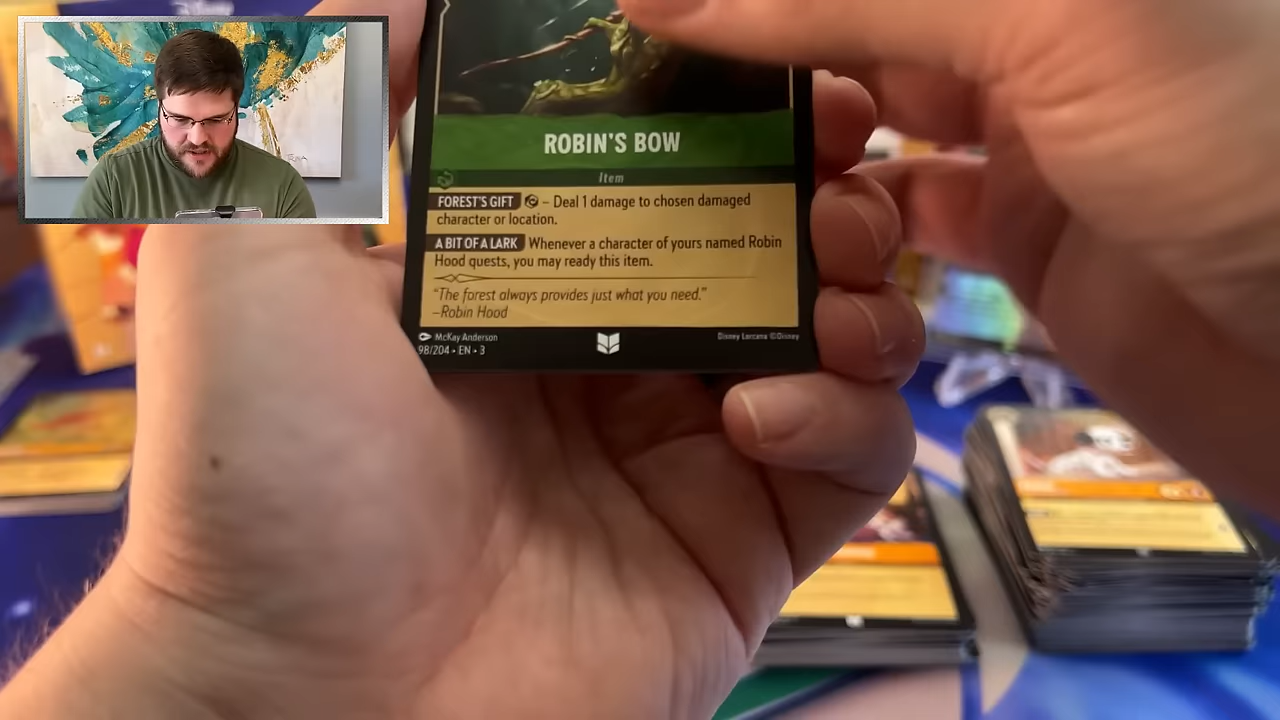 ROBIN'S BOW
Item
FOREST'S GIFT – Deal 1 damage to chosen damaged
character or location.
A BIT OF A LARK Whenever a character of yours named Robin
Hood quests, you may ready this item.
"The forest always provides just what you need."
–Robin Hood
McKay Anderson
98/204 • EN • 3
Disney Lorcana ©Disney